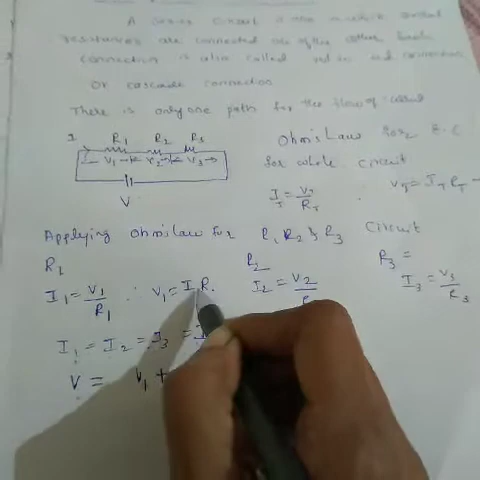 A Series circuit is the in which several
resistances are connected one after other. Such
connection is also called end to end connection
Or cascade connection
There is only one path for the flow of current
I R1 R2 R3
V1 V2 V3
V
Ohm's Law for E.C
for whole circuit
IT = VT/RT ∴ VT = IT RT
Applying ohm's law for R1, R2 & R3 Circuit
R1 R2 R3 =
I1 = V1/R1 ∴ V1 = I R. I2 = V2/R I3 = V3/R3
I1 = I2 = I3 = I
V = V1 +